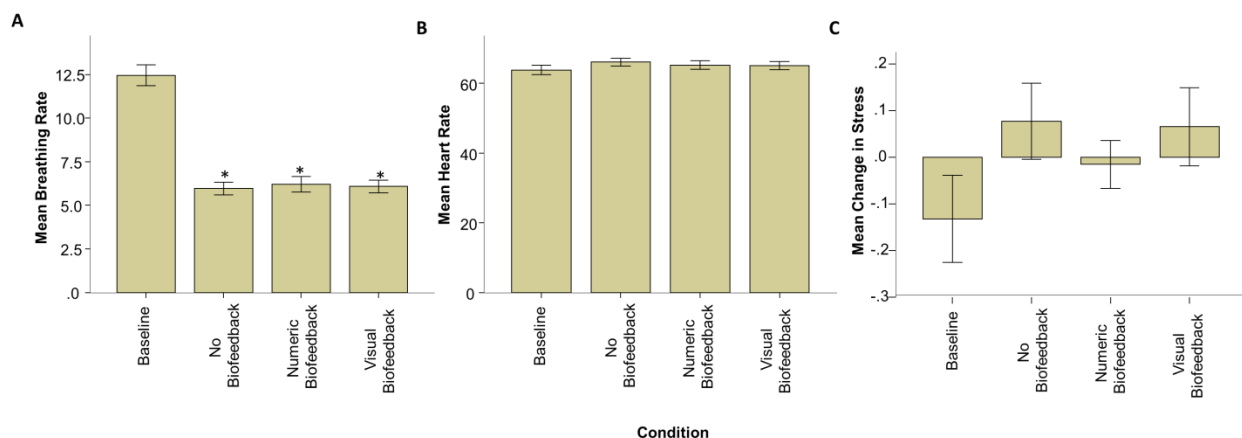 A
Mean Breathing Rate
12.5
10.0
7.5
5.0
2.5
.0
*
*
*
Baseline
No
Biofeedback
Numeric
Biofeedback
Visual
Biofeedback
B
Mean Heart Rate
60
40
20
0
Baseline
No
Biofeedback
Numeric
Biofeedback
Visual
Biofeedback
C
Mean Change in Stress
.2
.1
.0
-.1
-.2
-.3
Baseline
No
Biofeedback
Numeric
Biofeedback
Visual
Biofeedback
Condition